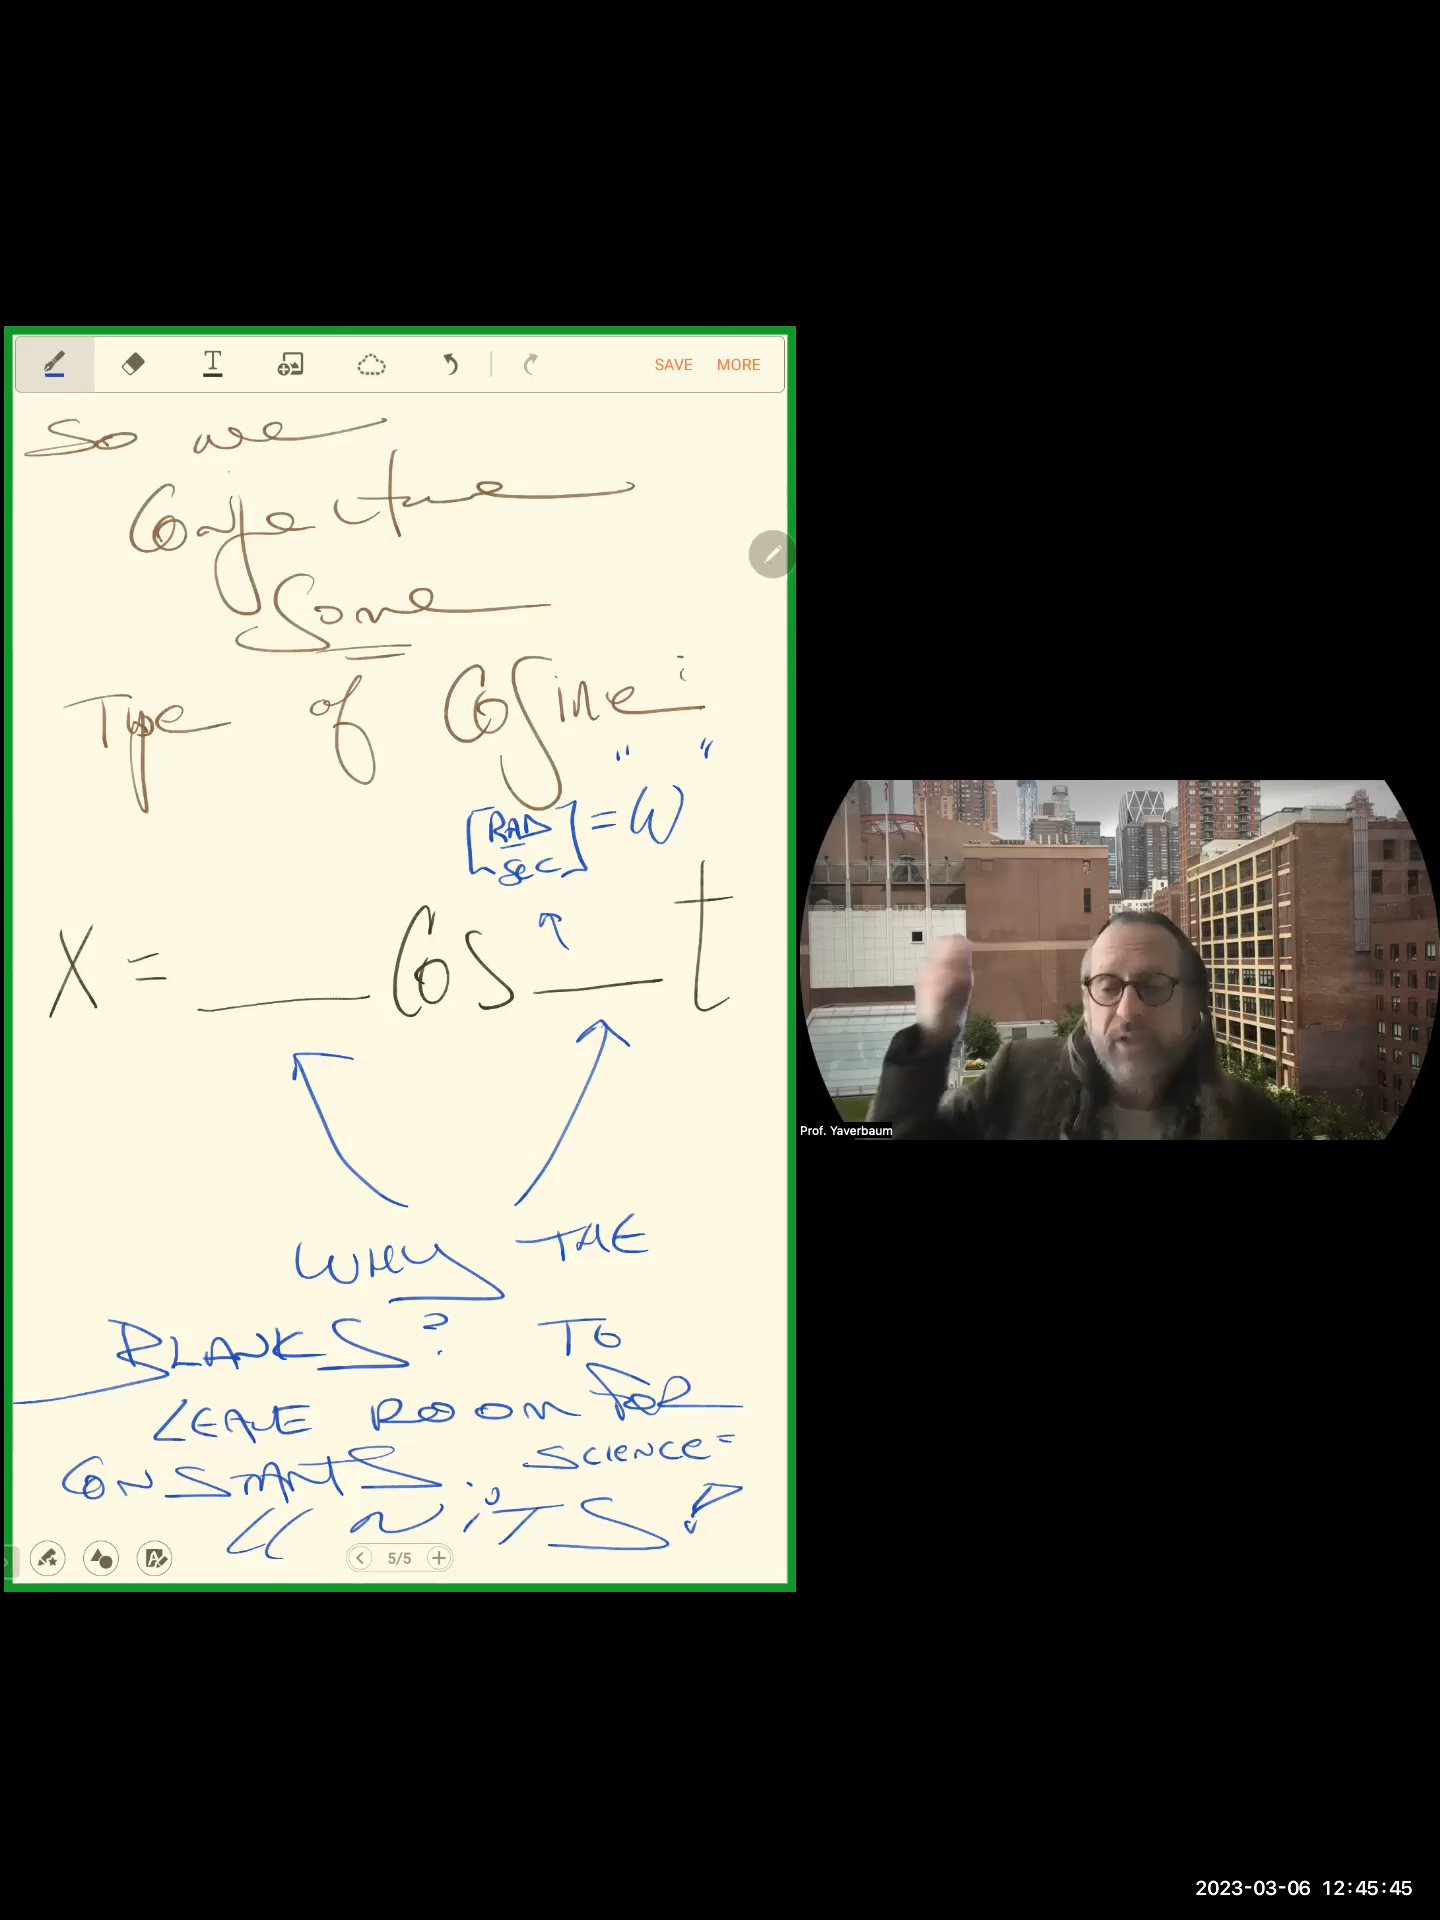 SAVE MORE
So we
Conjecture
Some
Type of Cosine:
" "
[RAD/sec] = ω
x = ___ Cos ___ t
WHY THE
BLANKS? TO
LEAVE ROOM FOR
CONSTANTS. SCIENCE =
UNITS!
5/5
Prof. Yaverbaum
2023-03-06 12:45:45